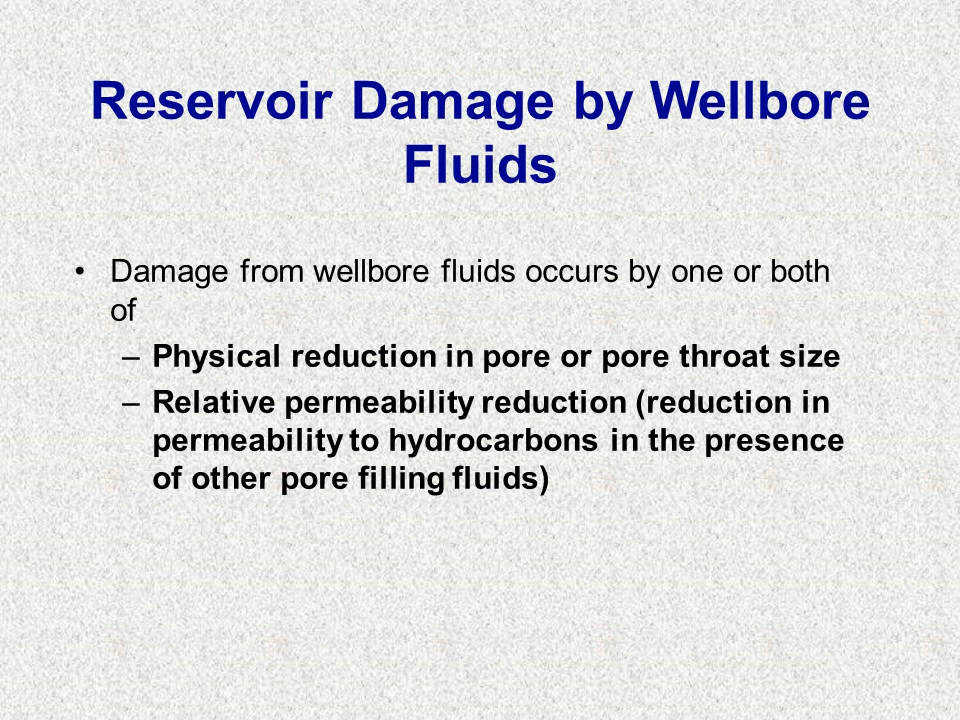 Reservoir Damage by Wellbore
Fluids
• Damage from wellbore fluids occurs by one or both
of
– Physical reduction in pore or pore throat size
– Relative permeability reduction (reduction in
permeability to hydrocarbons in the presence
of other pore filling fluids)